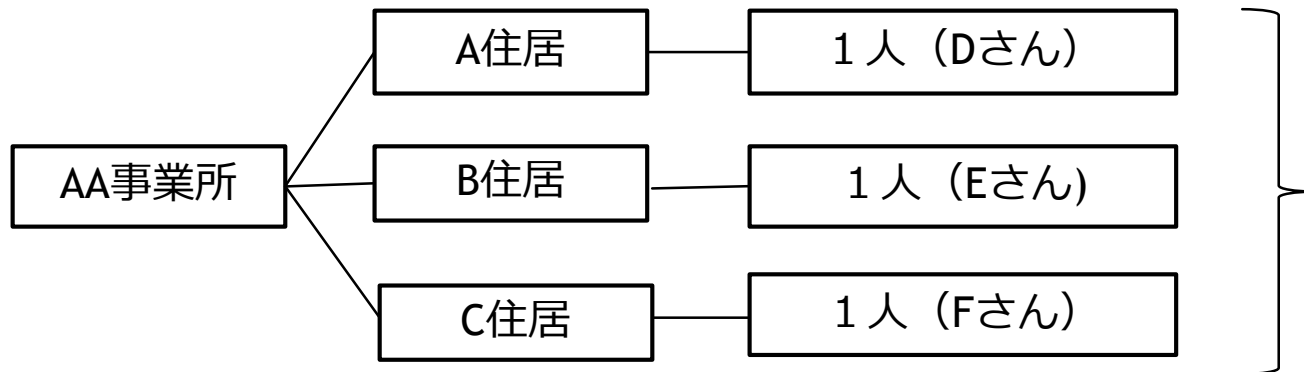 A住居
1人（Dさん）
AA事業所
B住居
1人（Eさん)
C住居
1人（Fさん）